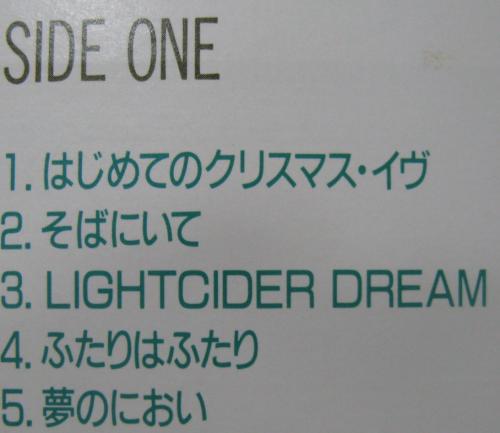 SIDE ONE
1. はじめてのクリスマス・イヴ
2. そばにいて
3. LIGHTCIDER DREAM
4. ふたりはふたり
5. 夢のにおい